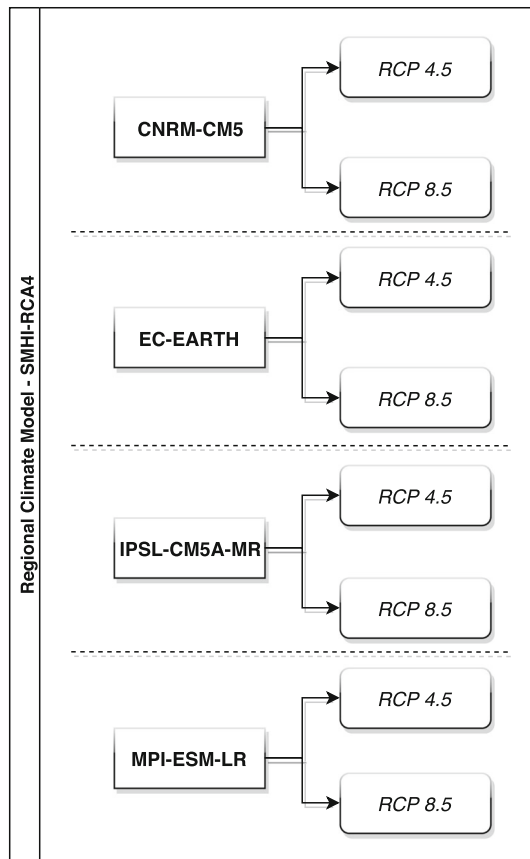 Regional Climate Model - SMHI-RCA4
CNRM-CM5
RCP 4.5
RCP 8.5
EC-EARTH
RCP 4.5
RCP 8.5
IPSL-CM5A-MR
RCP 4.5
RCP 8.5
MPI-ESM-LR
RCP 4.5
RCP 8.5